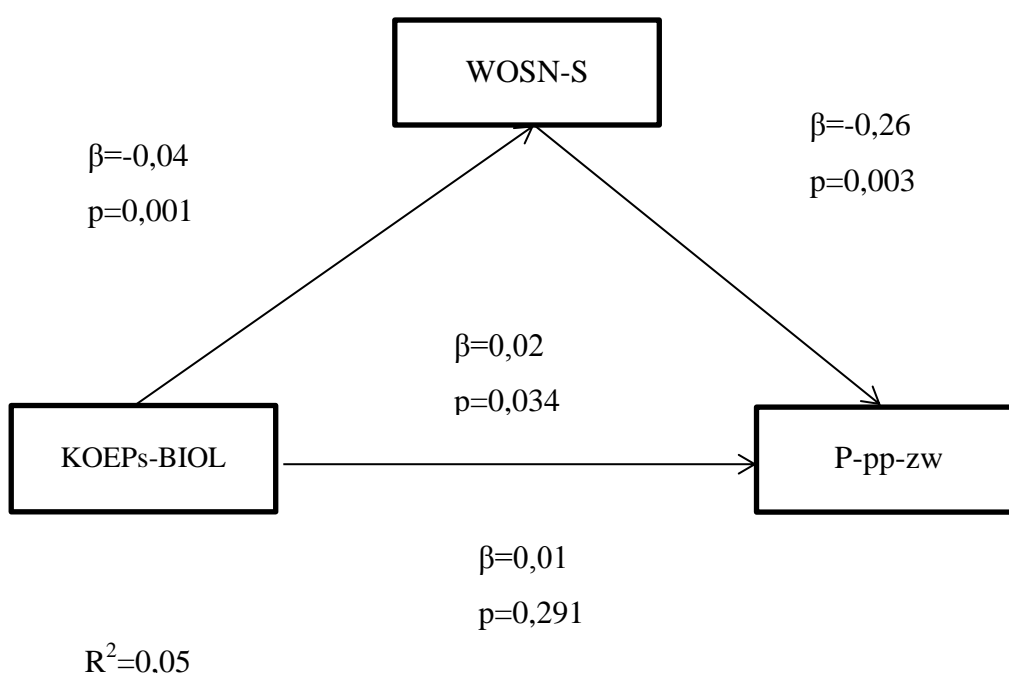 WOSN-S
β=-0,04
p=0,001
β=-0,26
p=0,003
β=0,02
p=0,034
KOEPs-BIOL
P-pp-zw
β=0,01
p=0,291
R²=0,05